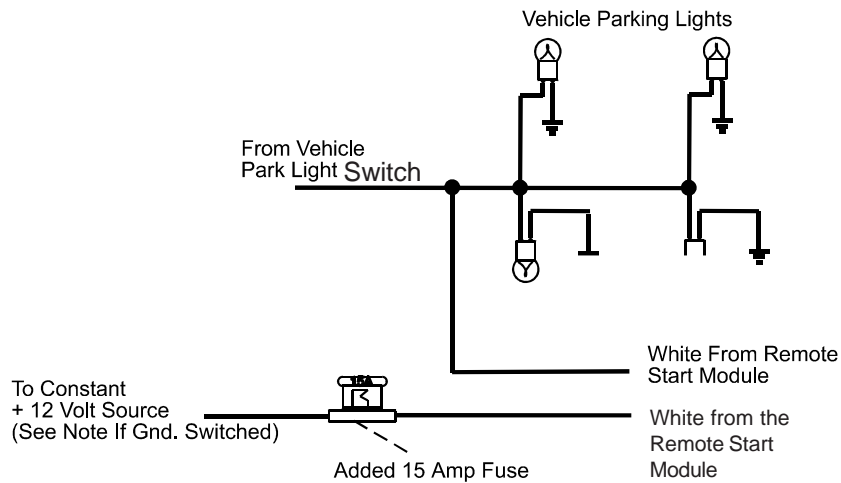 Vehicle Parking Lights
From Vehicle
Park Light Switch
White From Remote
Start Module
15A
To Constant
+ 12 Volt Source
(See Note If Gnd. Switched)
White from the
Remote Start
Module
Added 15 Amp Fuse